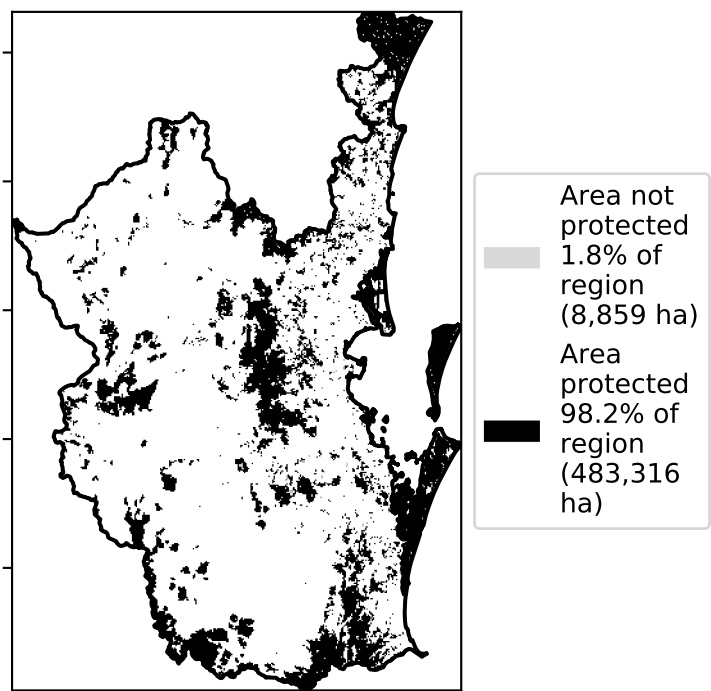 Area not
protected
1.8% of
region
(8,859 ha)
Area
protected
98.2% of
region
(483,316
ha)